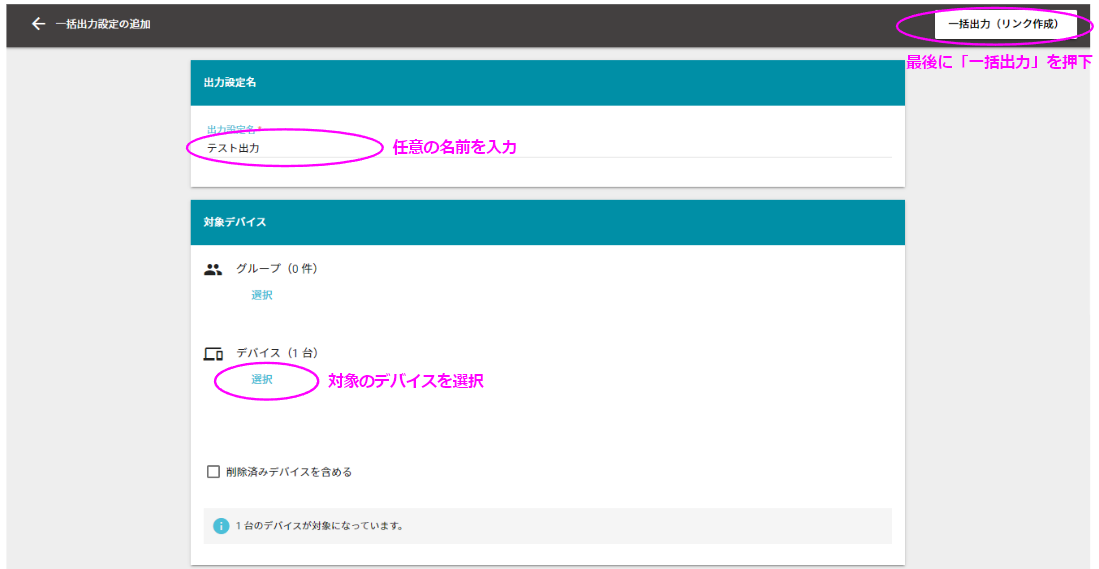 一括出力設定の追加
一括出力（リンク作成）
最後に「一括出力」を押下
出力設定名
出力設定名 *
テスト出力
任意の名前を入力
対象デバイス
グループ（0 件）
選択
デバイス（1 台）
選択
対象のデバイスを選択
削除済みデバイスを含める
1 台のデバイスが対象になっています。